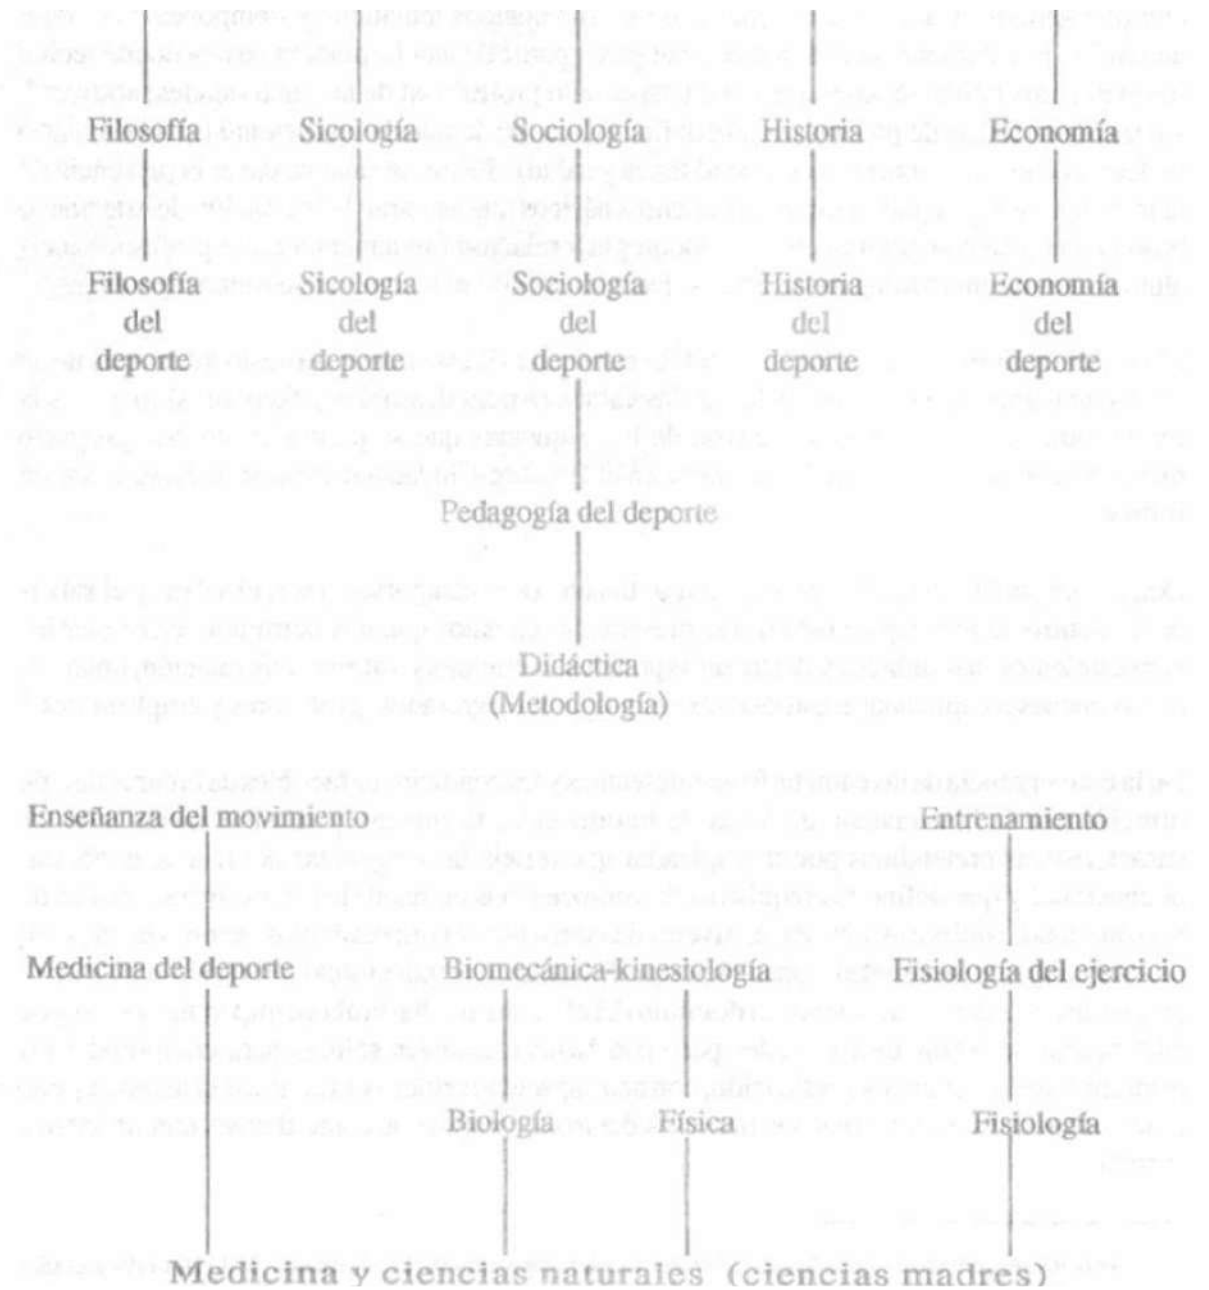 Filosofía Sicología Sociología Historia Economía
Filosofía Sicología Sociología Historia Economía
del del del del del
deporte deporte deporte deporte deporte
Pedagogía del deporte
Didáctica
(Metodología)
Enseñanza del movimiento Entrenamiento
Medicina del deporte Biomecánica-kinesiología Fisiología del ejercicio
Biología Física Fisiología
Medicina y ciencias naturales (ciencias madres)